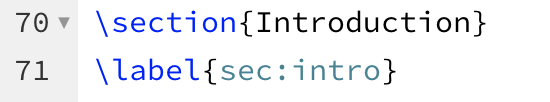 70 \section{Introduction}
71 \label{sec:intro}